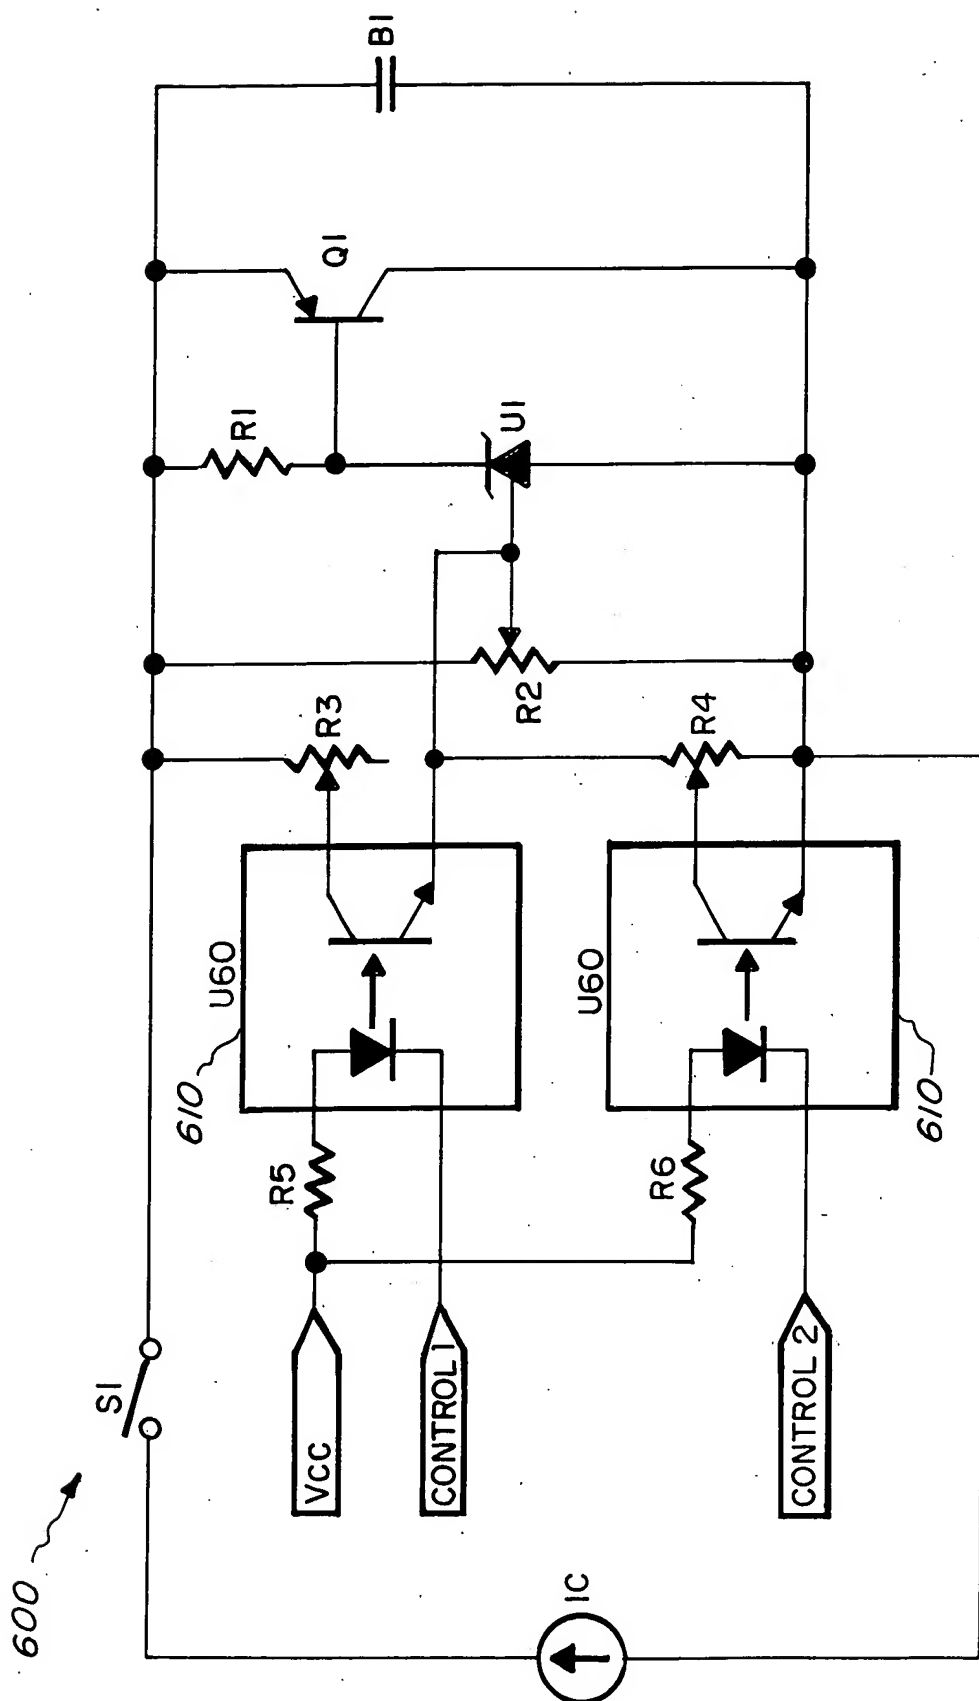 600
S1
IC
VCC
CONTROL 1
CONTROL 2
R5
R6
610
U60
U60
610
R3
R4
R2
R1
U1
Q1
B1